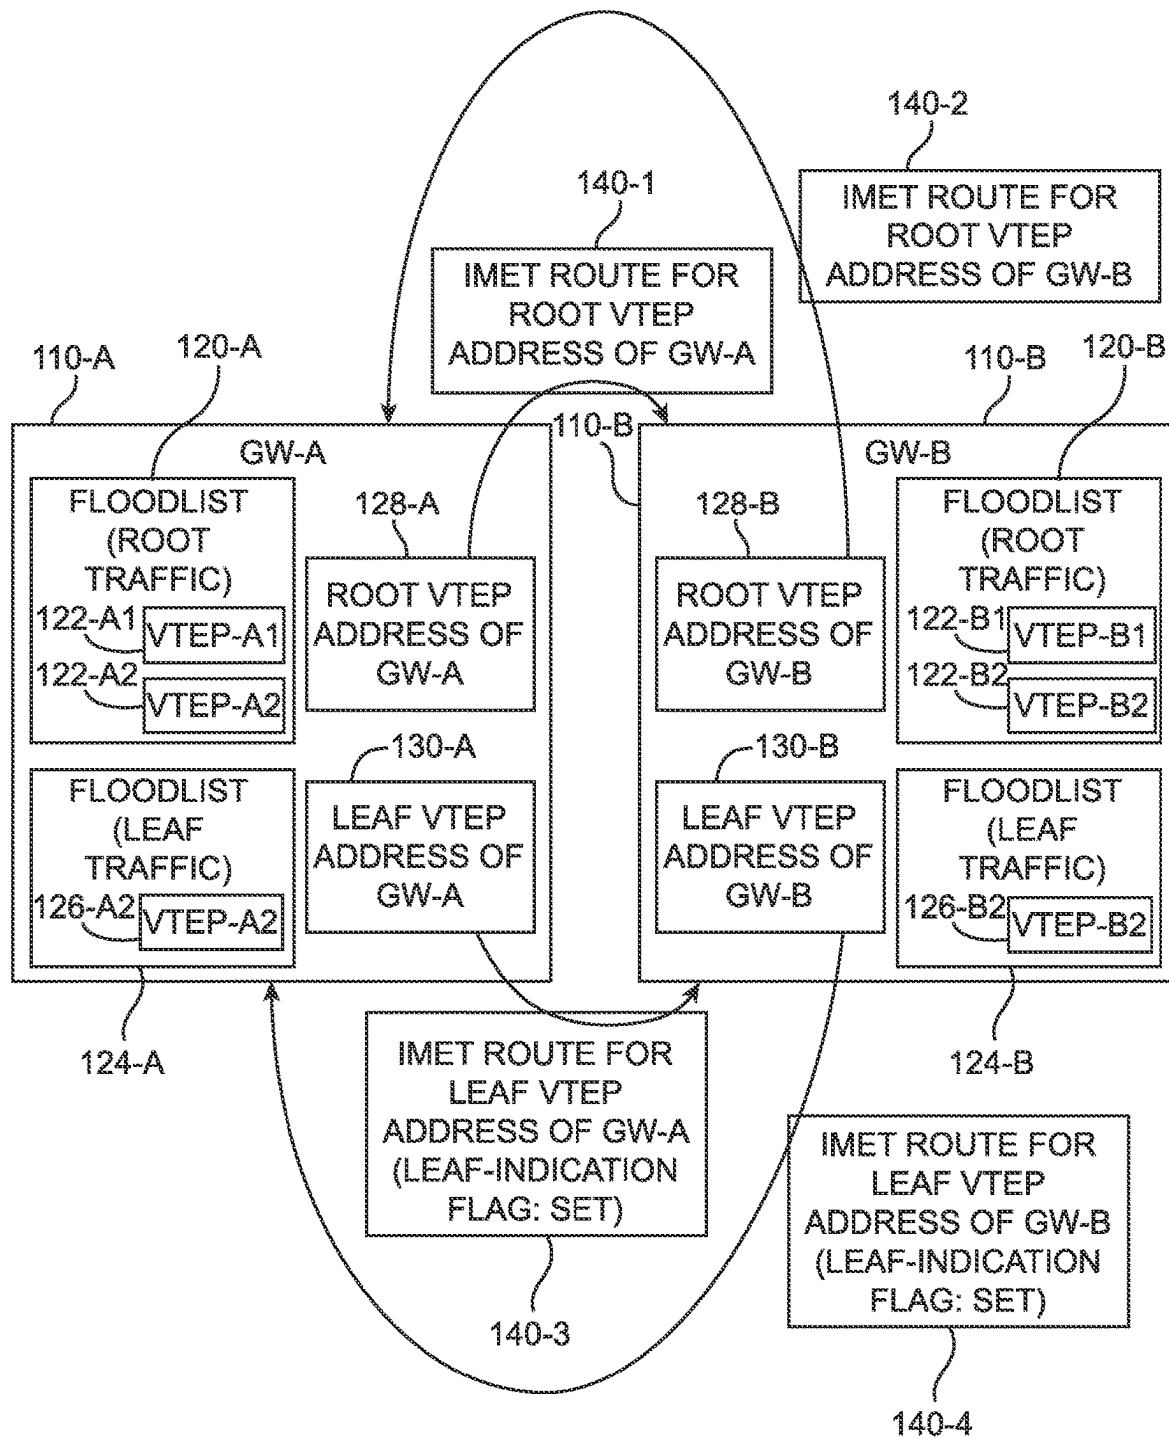 140-2
IMET ROUTE FOR
ROOT VTEP
ADDRESS OF GW-B
140-1
IMET ROUTE FOR
ROOT VTEP
ADDRESS OF GW-A
110-A
120-A
110-B
120-B
110-B
GW-A
FLOODLIST
(ROOT
TRAFFIC)
122-A1
VTEP-A1
122-A2
VTEP-A2
128-A
ROOT VTEP
ADDRESS OF
GW-A
FLOODLIST
(LEAF
TRAFFIC)
126-A2
VTEP-A2
124-A
130-A
LEAF VTEP
ADDRESS OF
GW-A
GW-B
128-B
ROOT VTEP
ADDRESS OF
GW-B
FLOODLIST
(ROOT
TRAFFIC)
122-B1
VTEP-B1
122-B2
VTEP-B2
130-B
LEAF VTEP
ADDRESS OF
GW-B
FLOODLIST
(LEAF
TRAFFIC)
126-B2
VTEP-B2
124-B
IMET ROUTE FOR
LEAF VTEP
ADDRESS OF GW-A
(LEAF-INDICATION
FLAG: SET)
140-3
IMET ROUTE FOR
LEAF VTEP
ADDRESS OF GW-B
(LEAF-INDICATION
FLAG: SET)
140-4